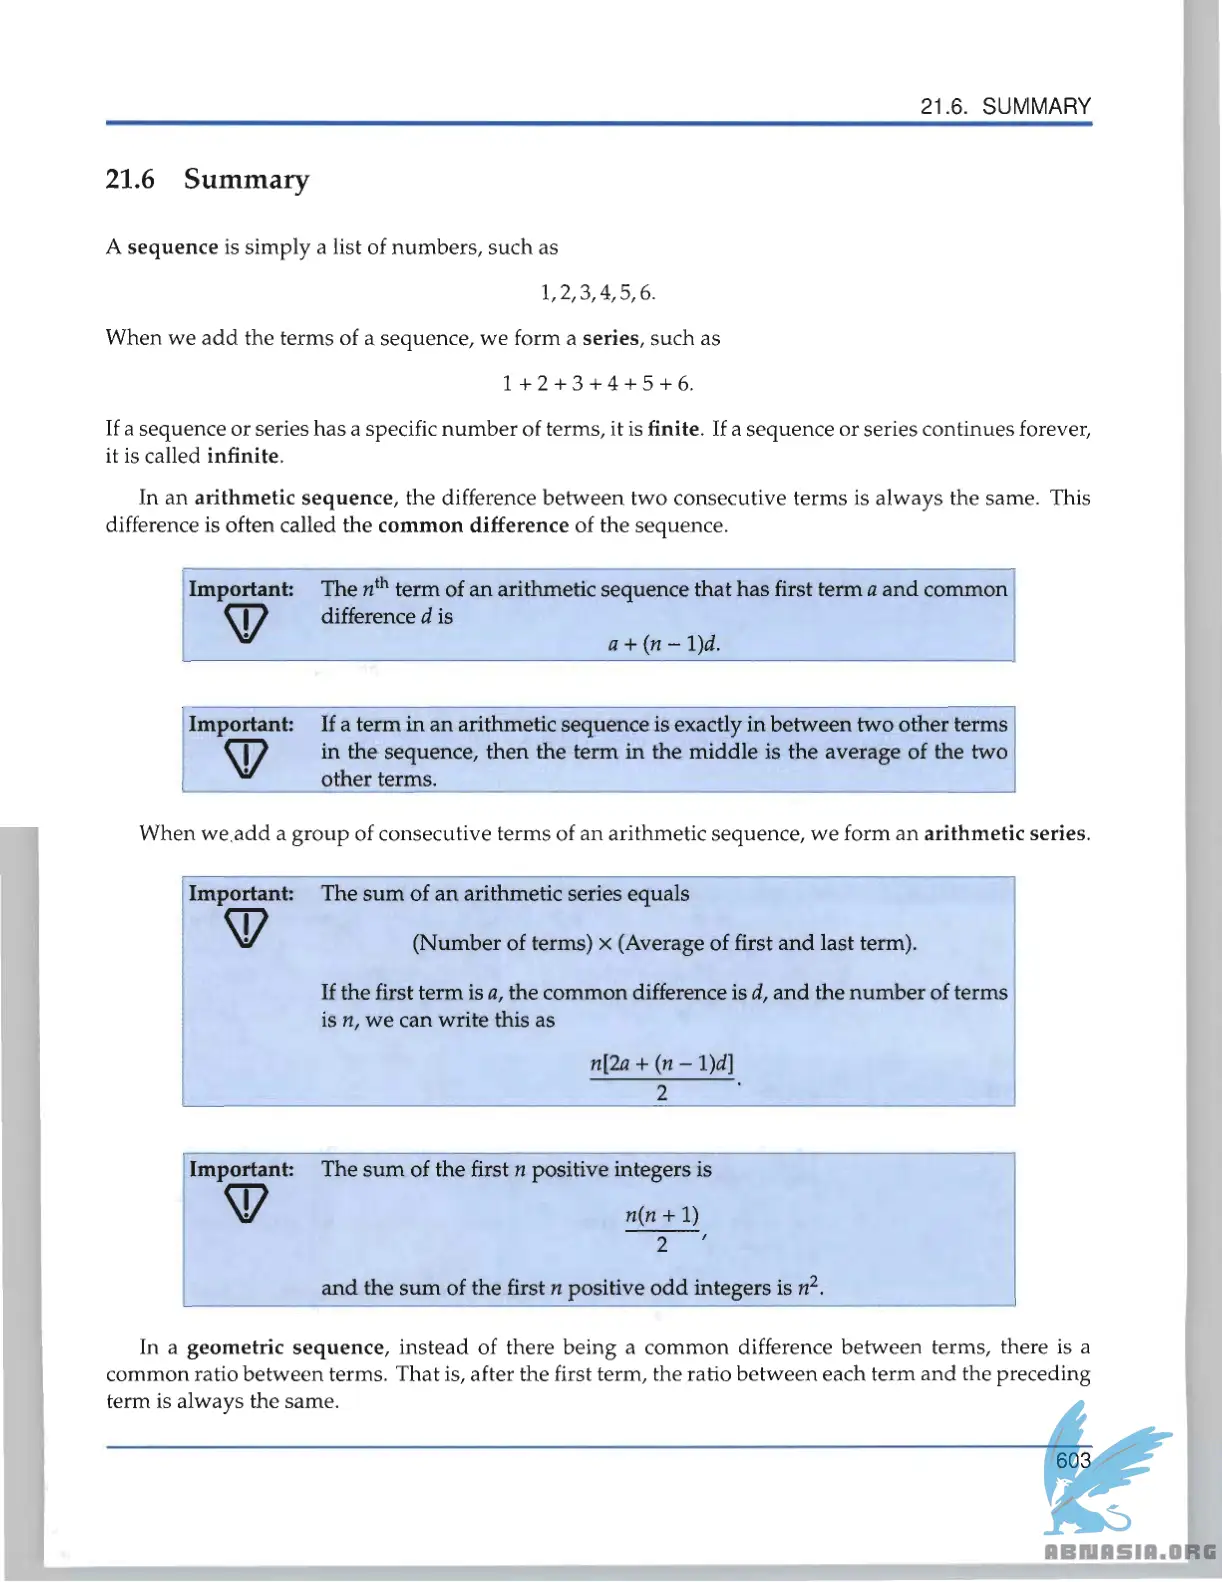 21.6. SUMMARY
21.6 Summary
A sequence is simply a list of numbers, such as
1, 2, 3, 4, 5, 6.
When we add the terms of a sequence, we form a series, such as
1 + 2 + 3 + 4 + 5 + 6.
If a sequence or series has a specific number of terms, it is finite. If a sequence or series continues forever,
it is called infinite.
In an arithmetic sequence, the difference between two consecutive terms is always the same. This
difference is often called the common difference of the sequence.
Important: The nth term of an arithmetic sequence that has first term a and common
difference d is
a + (n − 1)d.
Important: If a term in an arithmetic sequence is exactly in between two other terms
in the sequence, then the term in the middle is the average of the two
other terms.
When we add a group of consecutive terms of an arithmetic sequence, we form an arithmetic series.
Important: The sum of an arithmetic series equals
(Number of terms) × (Average of first and last term).
If the first term is a, the common difference is d, and the number of terms
is n, we can write this as
n[2a + (n − 1)d]
2 .
Important: The sum of the first n positive integers is
n(n + 1)
2 ,
and the sum of the first n positive odd integers is n².
In a geometric sequence, instead of there being a common difference between terms, there is a
common ratio between terms. That is, after the first term, the ratio between each term and the preceding
term is always the same.
603
ABNASIA.ORG